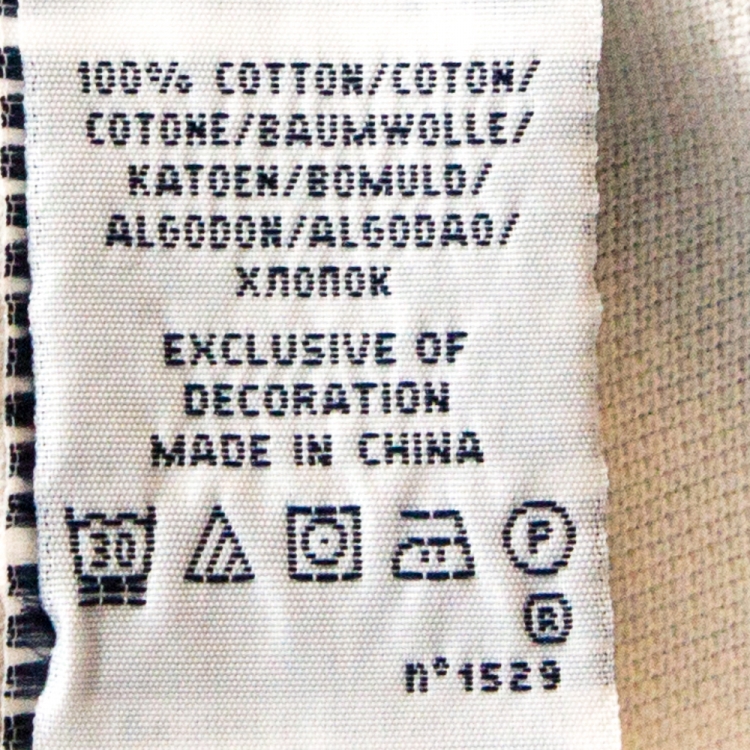 100% COTTON/COTON/
COTONE/BAUMWOLLE/
KATOEN/BOMULD/
ALGODON/ALGODAO/
ХЛОПОК
EXCLUSIVE OF
DECORATION
MADE IN CHINA
30 P
R
n°1529